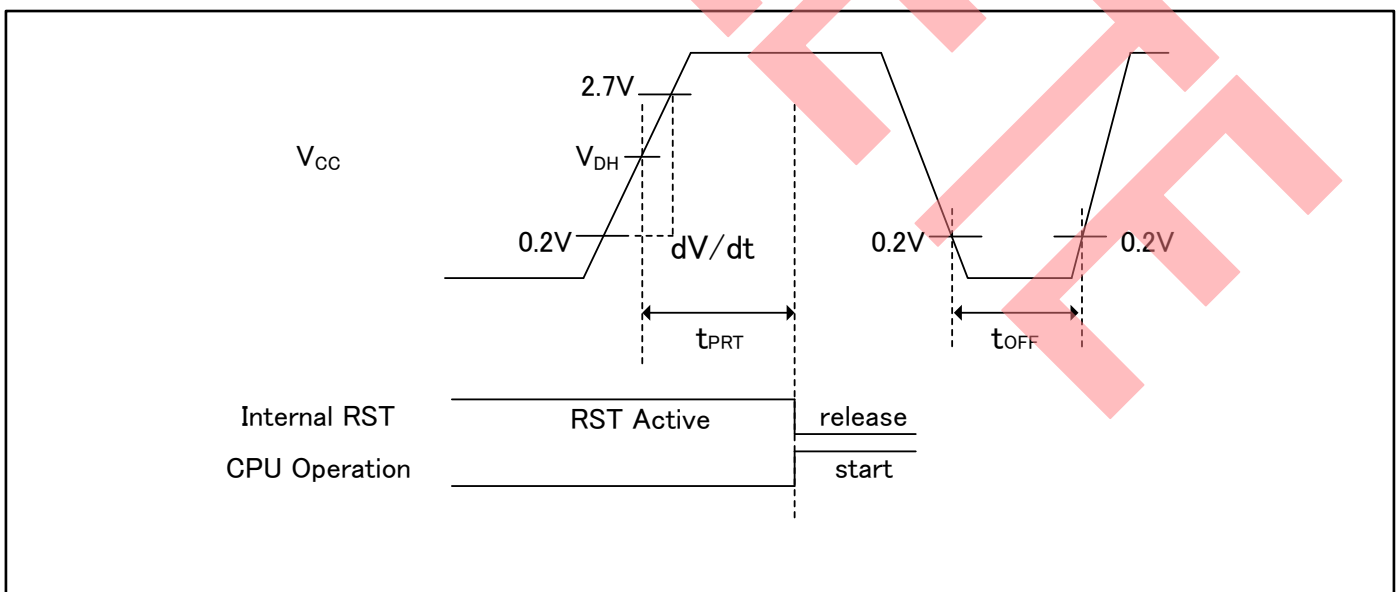 2.7V
VCC
VDH
0.2V
dV/dt
0.2V
0.2V
tPRT
tOFF
Internal RST
RST Active
release
CPU Operation
start